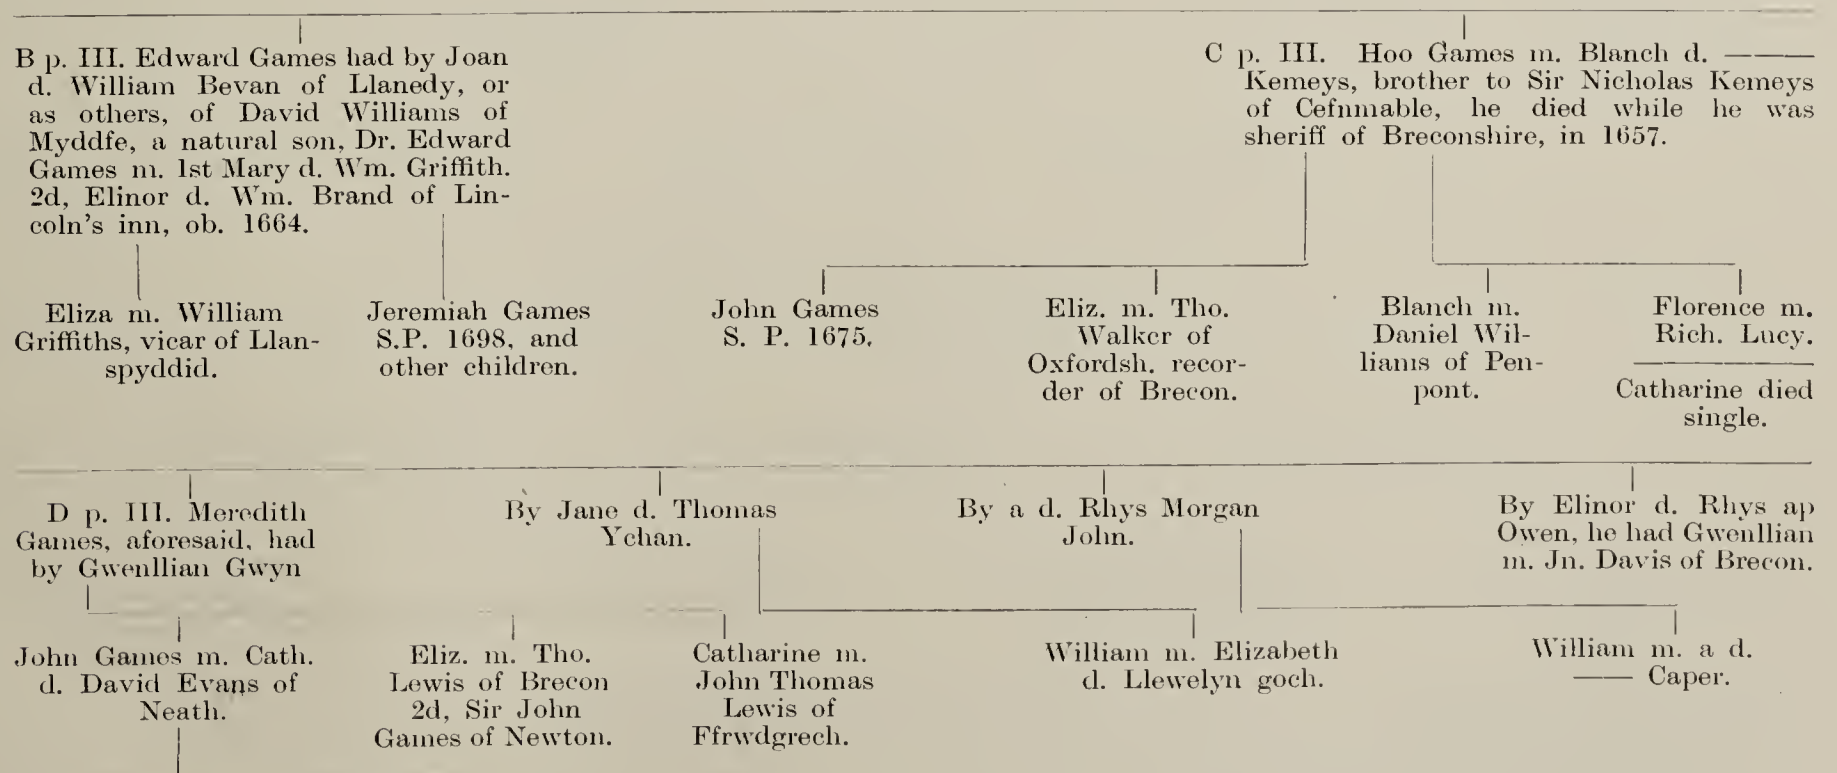 B p. III. Edward Games had by Joan
d. William Bevan of Llanedy, or
as others, of David Williams of
Myddfe, a natural son, Dr. Edward
Games m. 1st Mary d. Wm. Griffith.
2d, Elinor d. Wm. Brand of Lin-
coln's inn, ob. 1664.
C p. III. Hoo Games m. Blanch d. ——
Kemeys, brother to Sir Nicholas Kemeys
of Cefnmable, he died while he was
sheriff of Breconshire, in 1657.
Eliza m. William
Griffiths, vicar of Llan-
spyddid.
Jeremiah Games
S.P. 1698, and
other children.
John Games
S. P. 1675.
Eliz. m. Tho.
Walker of
Oxfordsh. recor-
der of Brecon.
Blanch m.
Daniel Wil-
liams of Pen-
pont.
Florence m.
Rich. Lucy.
Catharine died
single.
D p. III. Meredith
Games, aforesaid, had
by Gwenllian Gwyn
By Jane d. Thomas
Ychan.
By a d. Rhys Morgan
John.
By Elinor d. Rhys ap
Owen, he had Gwenllian
m. Jn. Davis of Brecon.
John Games m. Cath.
d. David Evans of
Neath.
Eliz. m. Tho.
Lewis of Brecon
2d, Sir John
Games of Newton.
Catharine m.
John Thomas
Lewis of
Ffrwdgrech.
William m. Elizabeth
d. Llewelyn goch.
William m. a d.
—— Caper.